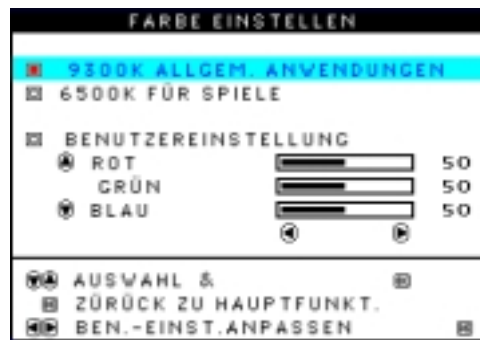 FARBE EINSTELLEN
9300K ALLGEM. ANWENDUNGEN
6500K FÜR SPIELE
BENUTZEREINSTELLUNG
ROT 50
GRÜN 50
BLAU 50
AUSWAHL &
ZÜRÜCK ZU HAUPTFUNKT.
BEN.-EINST.ANPASSEN